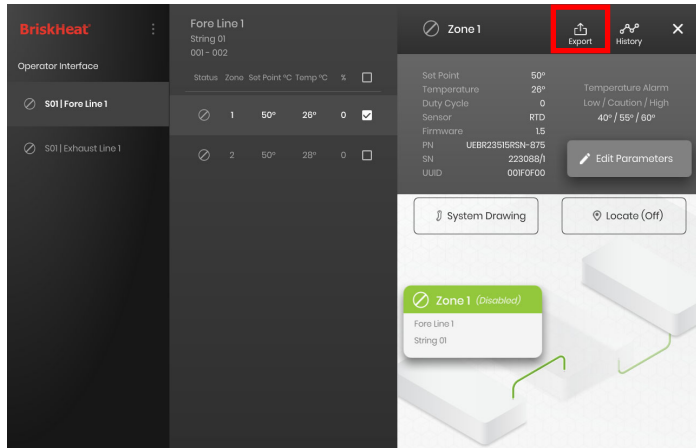 BriskHeat
Operator Interface
S01 | Fore Line 1
S01 | Exhaust Line 1
Fore Line 1
String 01
001 - 002
Status Zone Set Point °C Temp °C %
1 50° 26° 0
2 50° 28° 0
Zone 1
Export
History
Set Point 50°
Temperature 26°
Duty Cycle 0
Sensor RTD
Firmware 1.5
PN UEBR23515RSN-875
SN 223088/1
UUID 001F0F00
Temperature Alarm
Low / Caution / High
40° / 55° / 60°
Edit Parameters
System Drawing
Locate (Off)
Zone 1 (Disabled)
Fore Line 1
String 01